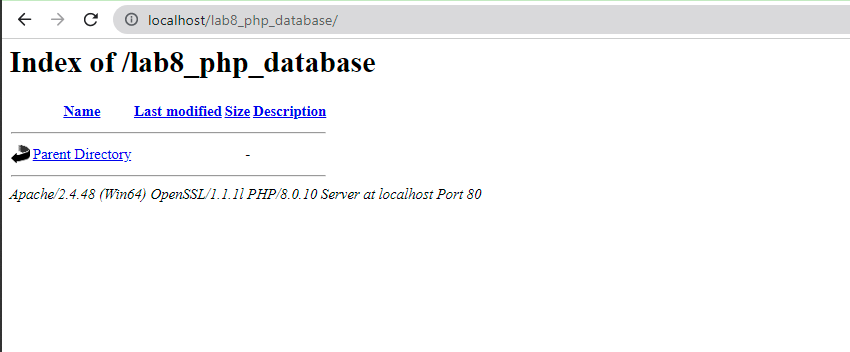 localhost/lab8_php_database/
Index of /lab8_php_database
Name Last modified Size Description
Parent Directory -
Apache/2.4.48 (Win64) OpenSSL/1.1.1l PHP/8.0.10 Server at localhost Port 80